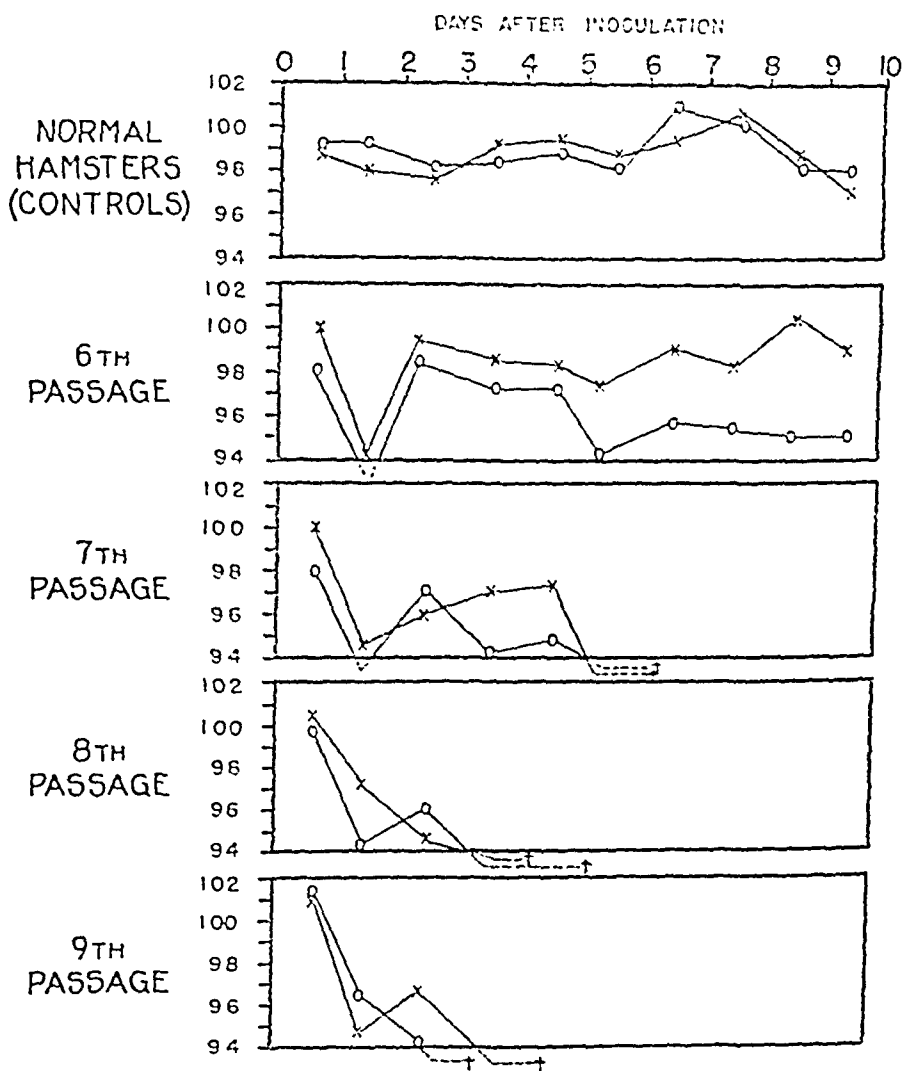 DAYS AFTER INOCULATION
0 1 2 3 4 5 6 7 8 9 10
NORMAL
HAMSTERS
(CONTROLS)
102
100
98
96
94
6TH
PASSAGE
102
100
98
96
94
7TH
PASSAGE
102
100
98
96
94
8TH
PASSAGE
102
100
98
96
94
9TH
PASSAGE
102
100
98
96
94